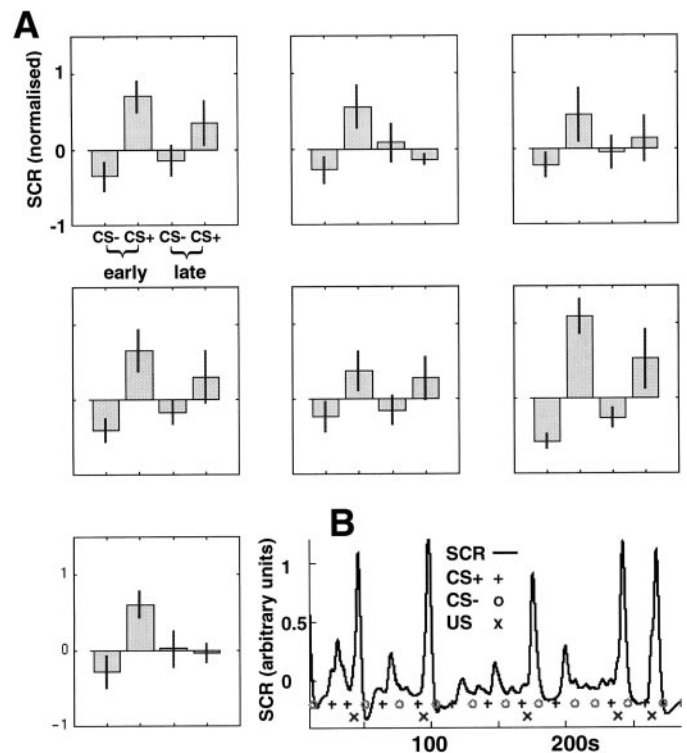 A
SCR (normalised)
1
0
-1
CS- CS+ CS- CS+
early late
1
0
-1
B
SCR (arbitrary units)
1
0.5
0
SCR
CS+ +
CS- o
US x
100 200s